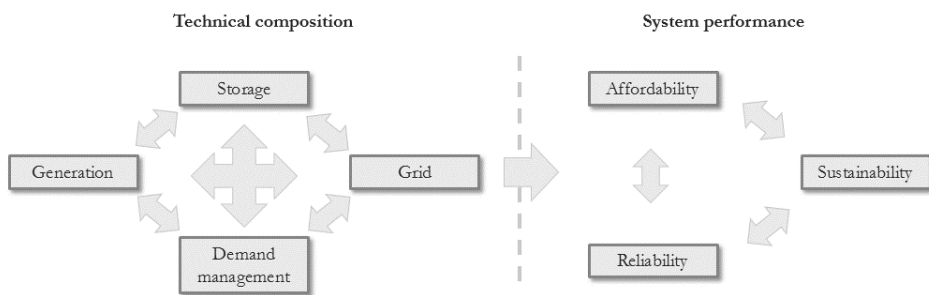 Technical composition
System performance
Storage
Affordability
Generation
Grid
Sustainability
Demand
management
Reliability